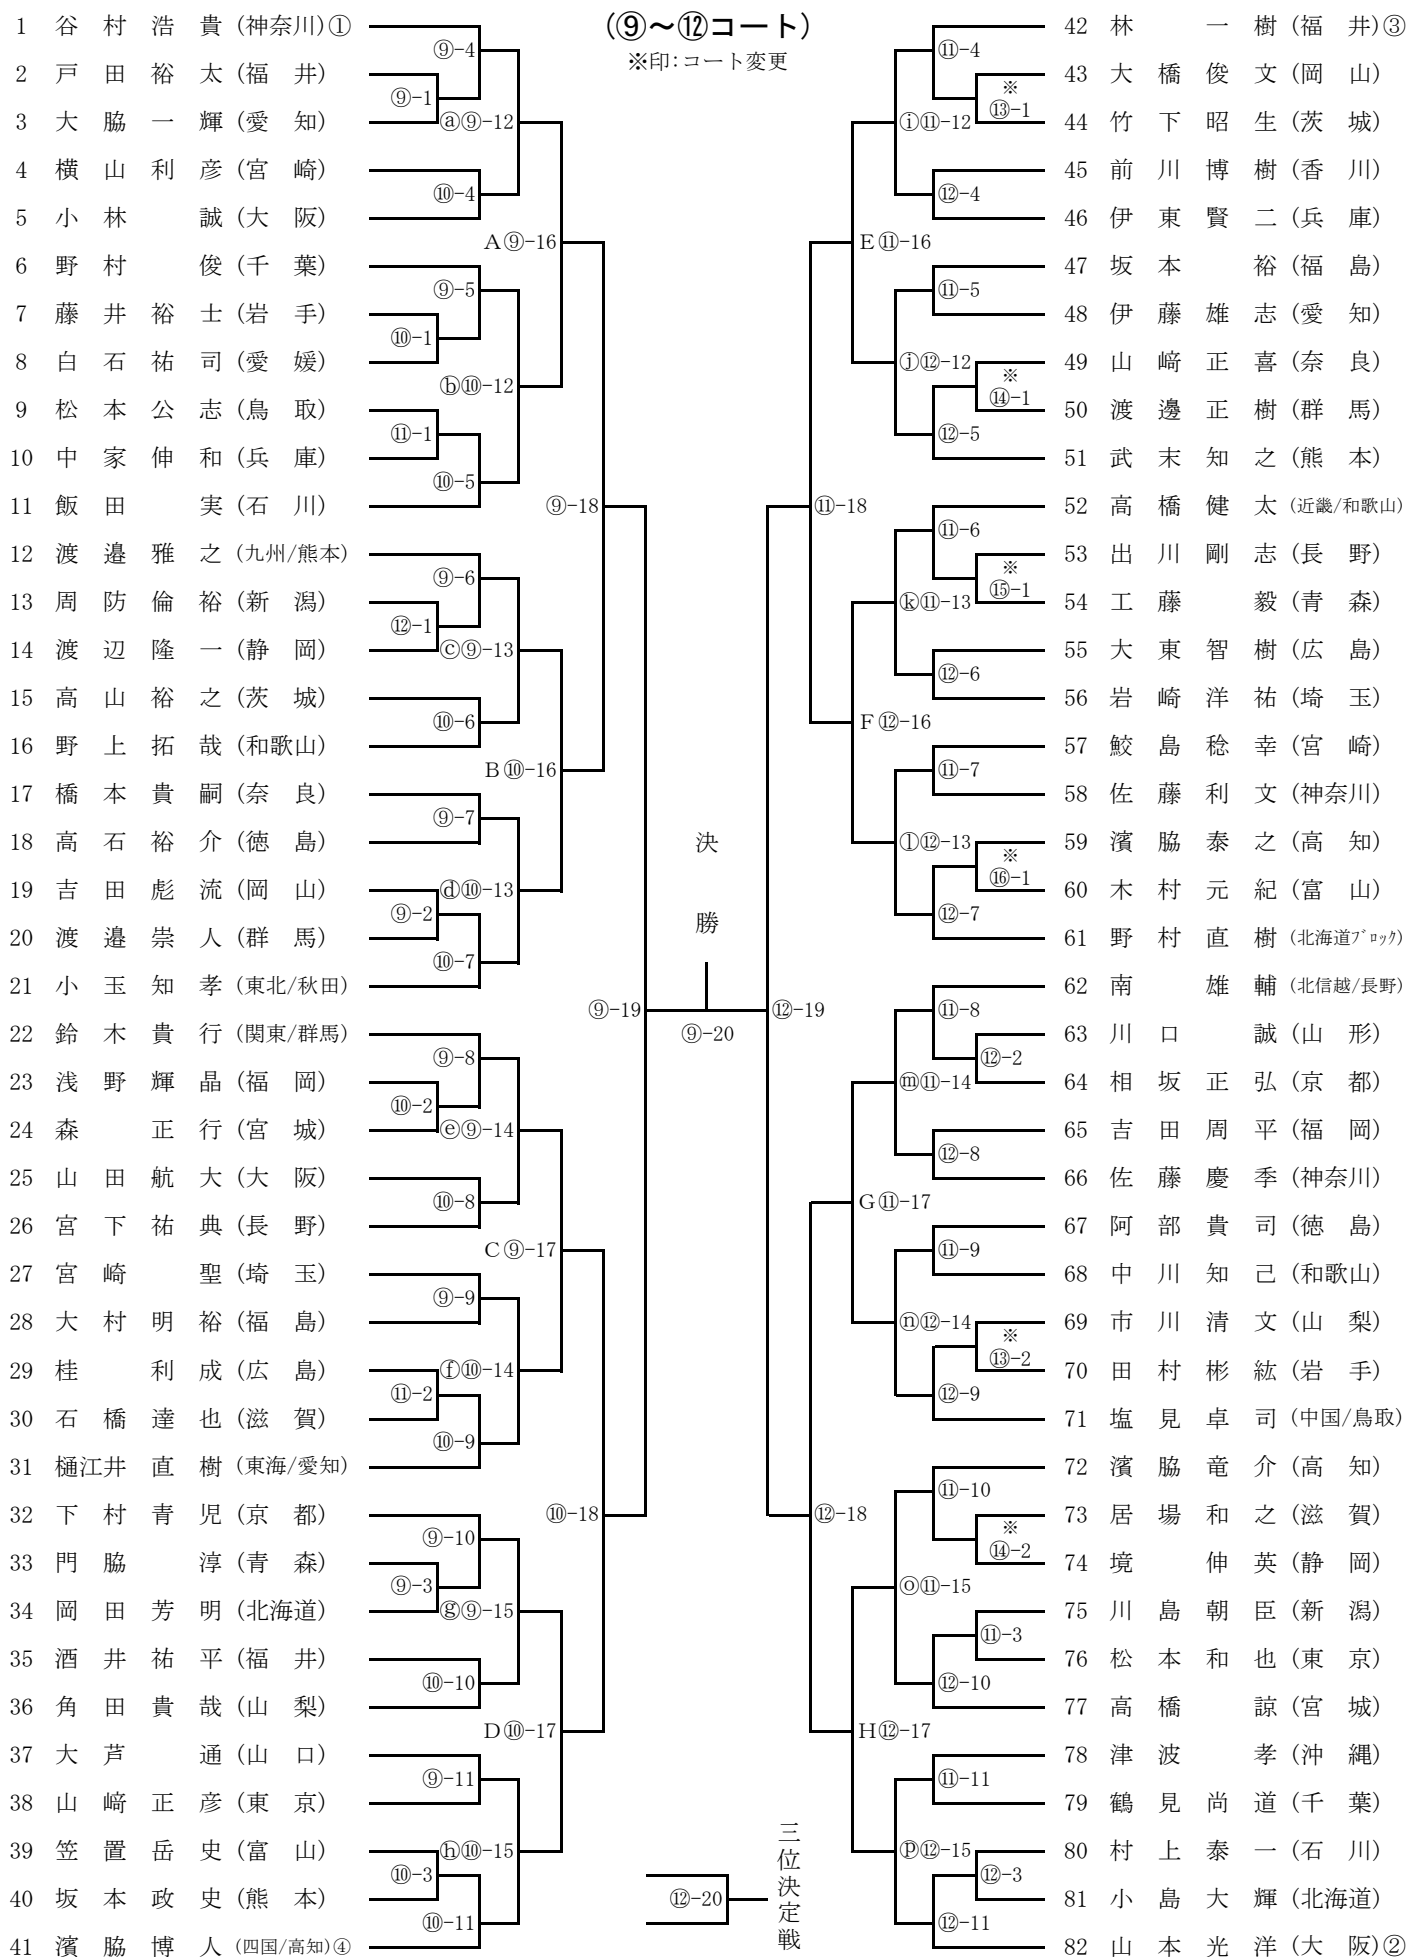 (⑨～⑫コート)
※印：コート変更
1 谷村浩貴(神奈川)①
2 戸田裕太(福井)
3 大脇一輝(愛知)
4 横山利彦(宮崎)
5 小林誠(大阪)
6 野村俊(千葉)
7 藤井裕士(岩手)
8 白石祐司(愛媛)
9 松本公志(鳥取)
10 中家伸和(兵庫)
11 飯田実(石川)
12 渡邉雅之(九州/熊本)
13 周防倫裕(新潟)
14 渡辺隆一(静岡)
15 高山裕之(茨城)
16 野上拓哉(和歌山)
17 橋本貴嗣(奈良)
18 高石裕介(徳島)
19 吉田彪流(岡山)
20 渡邉崇人(群馬)
21 小玉知孝(東北/秋田)
22 鈴木貴行(関東/群馬)
23 浅野輝晶(福岡)
24 森正行(宮城)
25 山田航大(大阪)
26 宮下祐典(長野)
27 宮崎聖(埼玉)
28 大村明裕(福島)
29 桂利成(広島)
30 石橋達也(滋賀)
31 樋江井直樹(東海/愛知)
32 下村青児(京都)
33 門脇淳(青森)
34 岡田芳明(北海道)
35 酒井祐平(福井)
36 角田貴哉(山梨)
37 大芦通(山口)
38 山﨑正彦(東京)
39 笠置岳史(富山)
40 坂本政史(熊本)
41 濱脇博人(四国/高知)④
⑨-4
⑨-1
ⓐ⑨-12
⑩-4
A⑨-16
⑨-5
⑩-1
ⓑ⑩-12
⑪-1
⑩-5
⑨-18
⑨-6
⑫-1
ⓒ⑨-13
⑩-6
B⑩-16
⑨-7
ⓓ⑩-13
⑨-2
⑩-7
⑨-19
⑨-8
⑩-2
ⓔ⑨-14
⑩-8
C⑨-17
⑨-9
ⓕ⑩-14
⑪-2
⑩-9
⑩-18
⑨-10
⑨-3
ⓖ⑨-15
⑩-10
D⑩-17
⑨-11
ⓗ⑩-15
⑩-3
⑩-11
決勝
⑨-20
三位決定戦
⑫-20
42 林一樹(福井)③
43 大橋俊文(岡山)
44 竹下昭生(茨城)
45 前川博樹(香川)
46 伊東賢二(兵庫)
47 坂本裕(福島)
48 伊藤雄志(愛知)
49 山﨑正喜(奈良)
50 渡邊正樹(群馬)
51 武末知之(熊本)
52 高橋健太(近畿/和歌山)
53 出川剛志(長野)
54 工藤毅(青森)
55 大東智樹(広島)
56 岩崎洋祐(埼玉)
57 鮫島稔幸(宮崎)
58 佐藤利文(神奈川)
59 濱脇泰之(高知)
60 木村元紀(富山)
61 野村直樹(北海道ﾌﾞﾛｯｸ)
62 南雄輔(北信越/長野)
63 川口誠(山形)
64 相坂正弘(京都)
65 吉田周平(福岡)
66 佐藤慶季(神奈川)
67 阿部貴司(徳島)
68 中川知己(和歌山)
69 市川清文(山梨)
70 田村彬紘(岩手)
71 塩見卓司(中国/鳥取)
72 濱脇竜介(高知)
73 居場和之(滋賀)
74 境伸英(静岡)
75 川島朝臣(新潟)
76 松本和也(東京)
77 高橋諒(宮城)
78 津波孝(沖縄)
79 鶴見尚道(千葉)
80 村上泰一(石川)
81 小島大輝(北海道)
82 山本光洋(大阪)②
⑪-4
※
⑬-1
ⓘ⑪-12
⑫-4
E⑪-16
⑪-5
ⓙ⑫-12
※
⑭-1
⑫-5
⑪-18
⑪-6
※
⑮-1
ⓚ⑪-13
⑫-6
F⑫-16
⑪-7
ⓛ⑫-13
※
⑯-1
⑫-7
⑫-19
⑪-8
⑫-2
ⓜ⑪-14
⑫-8
G⑪-17
⑪-9
ⓝ⑫-14
※
⑬-2
⑫-9
⑫-18
⑪-10
※
⑭-2
ⓞ⑪-15
⑪-3
⑫-10
H⑫-17
⑪-11
ⓟ⑫-15
⑫-3
⑫-11